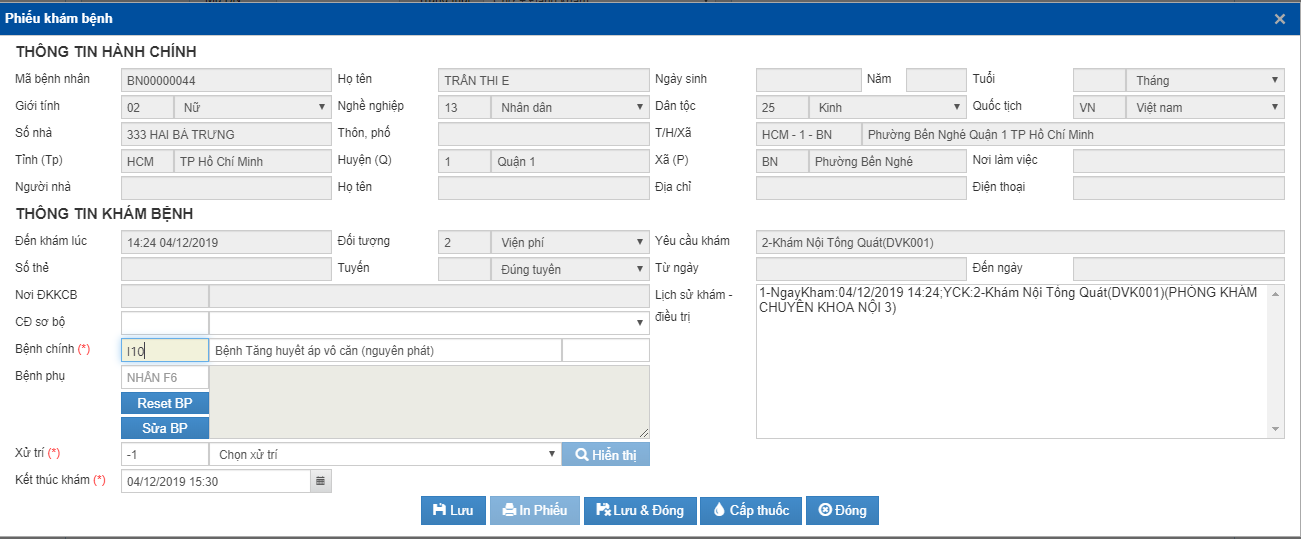 Phiếu khám bệnh
THÔNG TIN HÀNH CHÍNH
Mã bệnh nhân BN00000044 Họ tên TRẦN THI E Ngày sinh Năm Tuổi Tháng
Giới tính 02 Nữ Nghề nghiệp 13 Nhân dân Dân tộc 25 Kinh Quốc tịch VN Việt nam
Số nhà 333 HAI BÀ TRƯNG Thôn, phố T/H/Xã HCM - 1 - BN Phường Bến Nghé Quận 1 TP Hồ Chí Minh
Tỉnh (Tp) HCM TP Hồ Chí Minh Huyện (Q) 1 Quận 1 Xã (P) BN Phường Bến Nghé Nơi làm việc
Người nhà Họ tên Địa chỉ Điện thoại
THÔNG TIN KHÁM BỆNH
Đến khám lúc 14:24 04/12/2019 Đối tượng 2 Viện phí Yêu cầu khám 2-Khám Nội Tổng Quát(DVK001)
Số thẻ Tuyến Đúng tuyến Từ ngày Đến ngày
Nơi ĐKKCB Lịch sử khám - 1-NgayKham:04/12/2019 14:24;YCK:2-Khám Nội Tổng Quát(DVK001)(PHÒNG KHÁM
CĐ sơ bộ điều trị CHUYÊN KHOA NỘI 3)
Bệnh chính (*) I10 Bệnh Tăng huyết áp vô căn (nguyên phát)
Bệnh phụ NHẤN F6
Reset BP
Sửa BP
Xử trí (*) -1 Chọn xử trí Hiển thị
Kết thúc khám (*) 04/12/2019 15:30
Lưu In Phiếu Lưu & Đóng Cấp thuốc Đóng